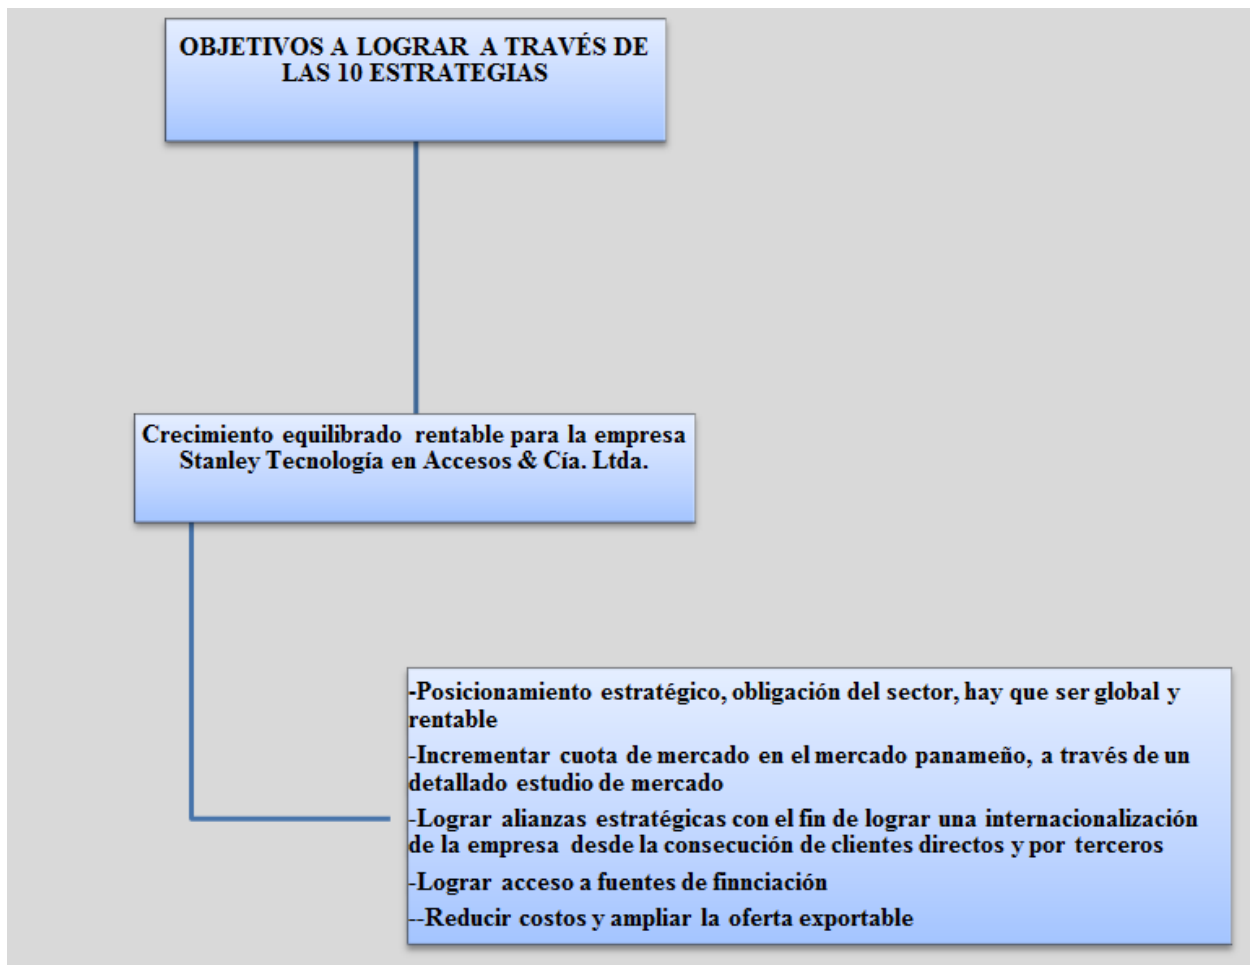 OBJETIVOS A LOGRAR A TRAVÉS DE
LAS 10 ESTRATEGIAS
Crecimiento equilibrado rentable para la empresa
Stanley Tecnología en Accesos & Cía. Ltda.
-Posicionamiento estratégico, obligación del sector, hay que ser global y
rentable
-Incrementar cuota de mercado en el mercado panameño, a través de un
detallado estudio de mercado
-Lograr alianzas estratégicas con el fin de lograr una internacionalización
de la empresa desde la consecución de clientes directos y por terceros
-Lograr acceso a fuentes de finnciación
--Reducir costos y ampliar la oferta exportable